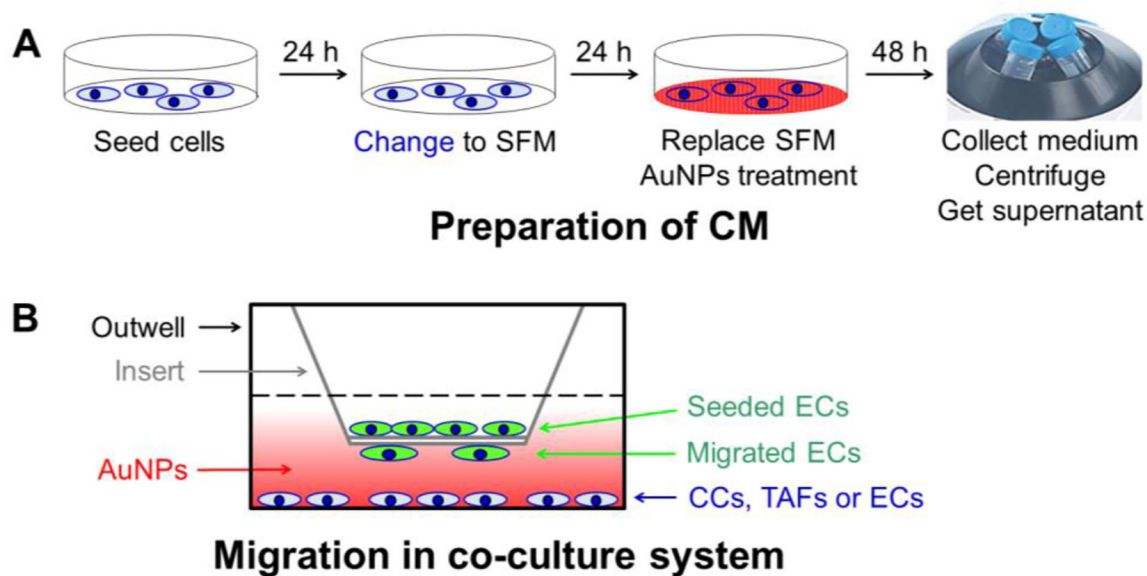 A
24 h
24 h
48 h
Seed cells
Change to SFM
Replace SFM
AuNPs treatment
Collect medium
Centrifuge
Get supernatant
Preparation of CM
B
Outwell
Insert
AuNPs
Seeded ECs
Migrated ECs
CCs, TAFs or ECs
Migration in co-culture system